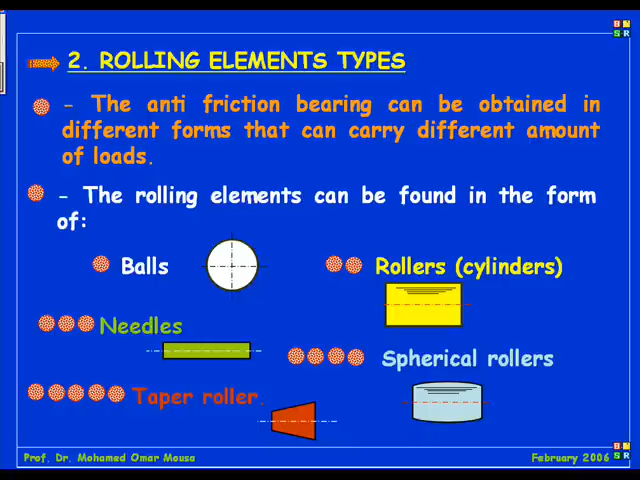 2. ROLLING ELEMENTS TYPES
- The anti friction bearing can be obtained in
different forms that can carry different amount
of loads.
- The rolling elements can be found in the form
of:
Balls
Rollers (cylinders)
Needles
Spherical rollers
Taper roller.
Prof. Dr. Mohamed Omar Mousa
February 2006